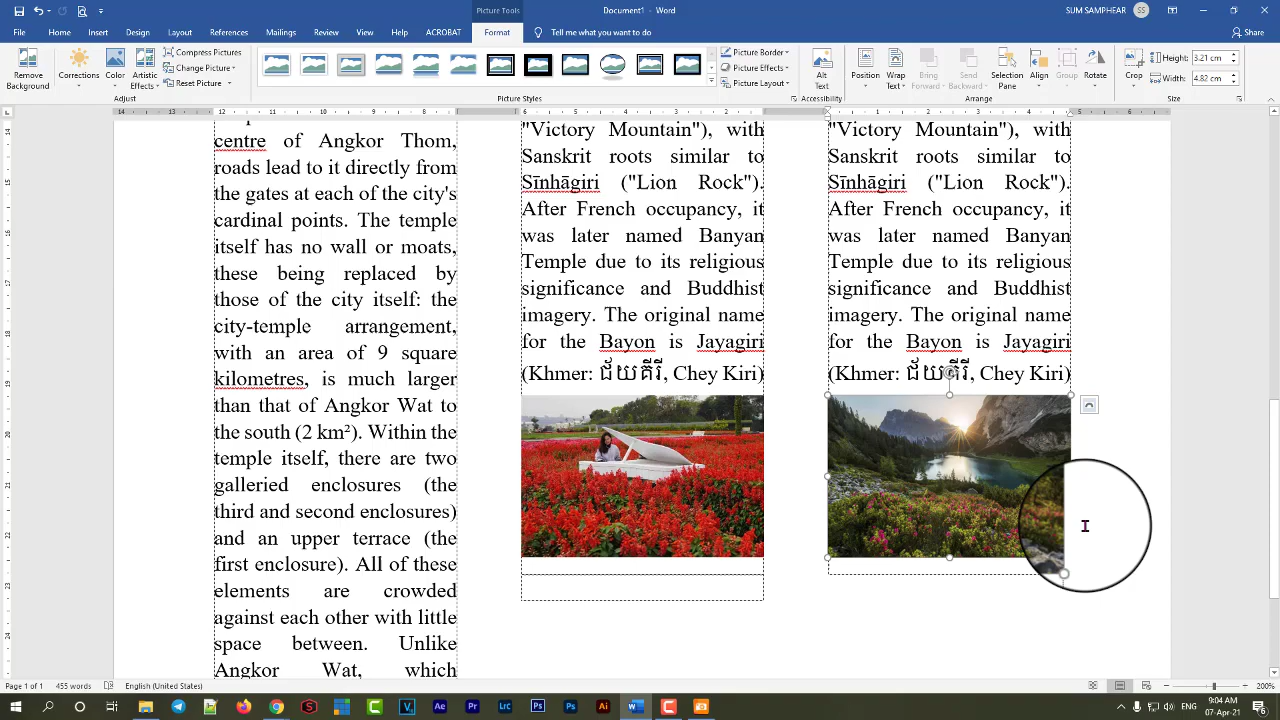 Picture Tools
Document1 - Word
SUM SAMPHEAR
SS
File
Home
Insert
Design
Layout
References
Mailings
Review
View
Help
ACROBAT
Format
Tell me what you want to do
Share
Remove Background
Corrections
Color
Artistic Effects
Compress Pictures
Change Picture
Reset Picture
Picture Border
Picture Effects
Picture Layout
Alt Text
Position
Wrap Text
Bring Forward
Send Backward
Selection Pane
Align
Group
Rotate
Crop
Height: 3.21 cm
Width: 4.82 cm
Adjust
Picture Styles
Accessibility
Arrange
Size
centre of Angkor Thom,
roads lead to it directly from
the gates at each of the city's
cardinal points. The temple
itself has no wall or moats,
these being replaced by
those of the city itself: the
city-temple arrangement,
with an area of 9 square
kilometres, is much larger
than that of Angkor Wat to
the south (2 km²). Within the
temple itself, there are two
galleried enclosures (the
third and second enclosures)
and an upper terrace (the
first enclosure). All of these
elements are crowded
against each other with little
space between. Unlike
Angkor Wat, which
"Victory Mountain"), with
Sanskrit roots similar to
Sīnhāgiri ("Lion Rock").
After French occupancy, it
was later named Banyan
Temple due to its religious
significance and Buddhist
imagery. The original name
for the Bayon is Jayagiri
(Khmer: ជ័យគីរី, Chey Kiri)
"Victory Mountain"), with
Sanskrit roots similar to
Sīnhāgiri ("Lion Rock").
After French occupancy, it
was later named Banyan
Temple due to its religious
significance and Buddhist
imagery. The original name
for the Bayon is Jayagiri
(Khmer: ជ័យគីរី, Chey Kiri)
Page 1 of 1
455 words
English (United States)
200%
9:04 AM
07-Apr-21